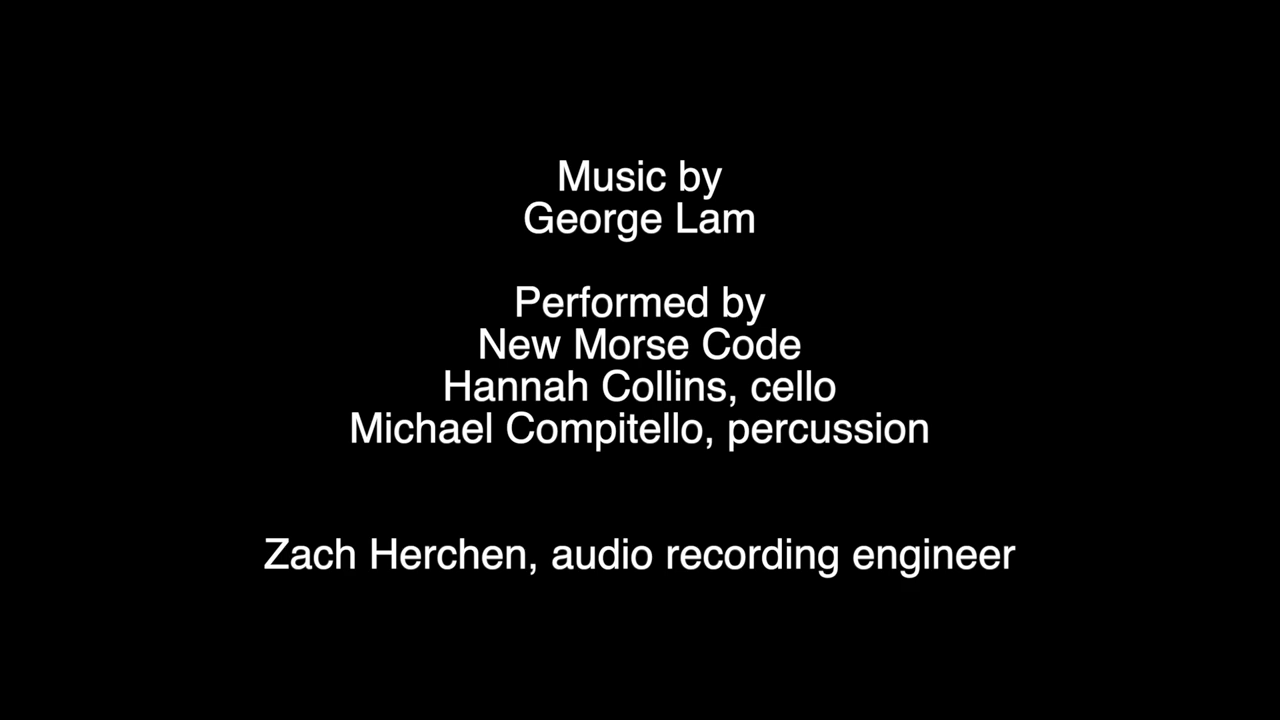 Music by
George Lam
Performed by
New Morse Code
Hannah Collins, cello
Michael Compitello, percussion
Zach Herchen, audio recording engineer